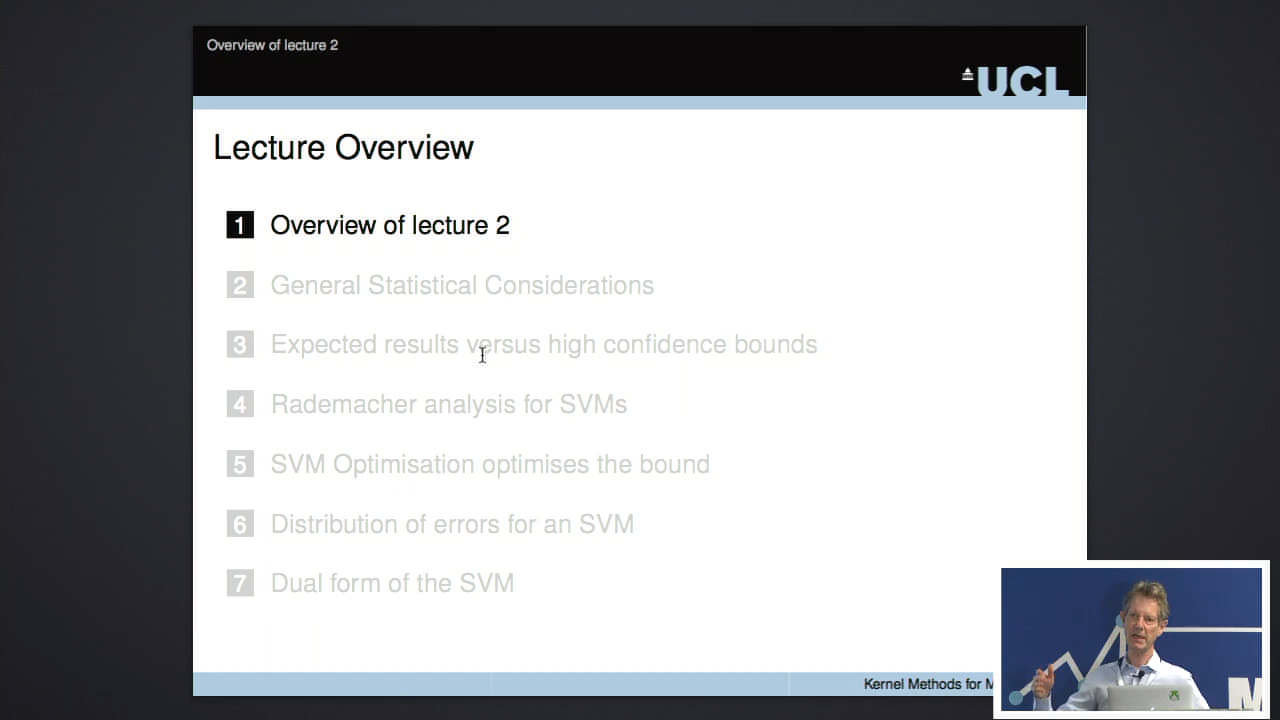 Overview of lecture 2
UCL
Lecture Overview
1 Overview of lecture 2
2 General Statistical Considerations
3 Expected results versus high confidence bounds
4 Rademacher analysis for SVMs
5 SVM Optimisation optimises the bound
6 Distribution of errors for an SVM
7 Dual form of the SVM
Kernel Methods for M
M